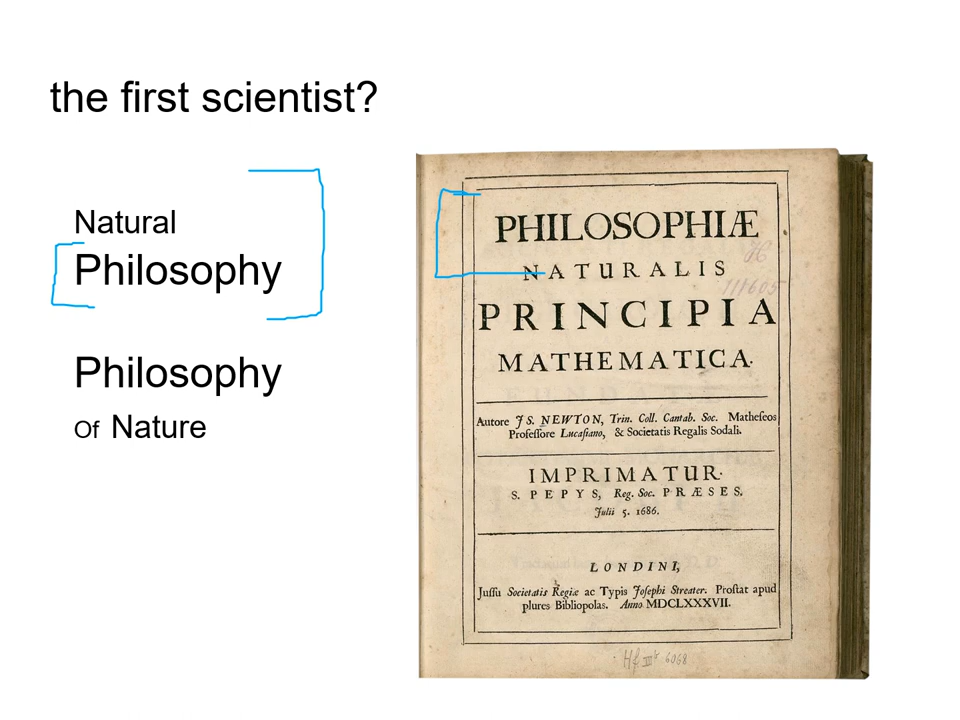 the first scientist?
Natural
Philosophy
Philosophy
Of Nature
PHILOSOPHIÆ
NATURALIS
PRINCIPIA
MATHEMATICA.
Autore JS. NEWTON, Trin. Coll. Cantab. Soc. Matheseos
Professore Lucasiano, & Societatis Regalis Sodali.
IMPRIMATUR.
S. PEPYS, Reg. Soc. PRÆSES.
Julii 5. 1686.
LONDINI,
Jussu Societatis Regiæ ac Typis Josephi Streater. Prostat apud
plures Bibliopolas. Anno MDCLXXXVII.